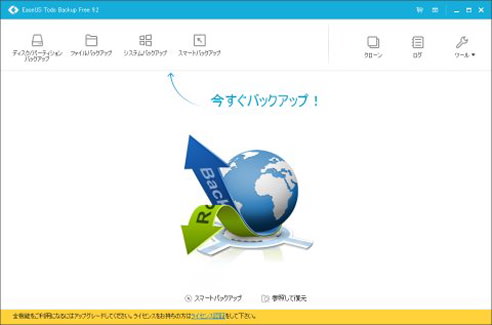 EaseUS Todo Backup Free 9.2
ディスク/パーティション
バックアップ
ファイルバックアップ
システムバックアップ
スマートバックアップ
クローン
ログ
ツール
今すぐバックアップ！
Back
Re
スマートバックアップ
参照して復元
全機能をご利用になるにはアップグレードしてください。ライセンスをお持ちの方はライセンス認証をして下さい。